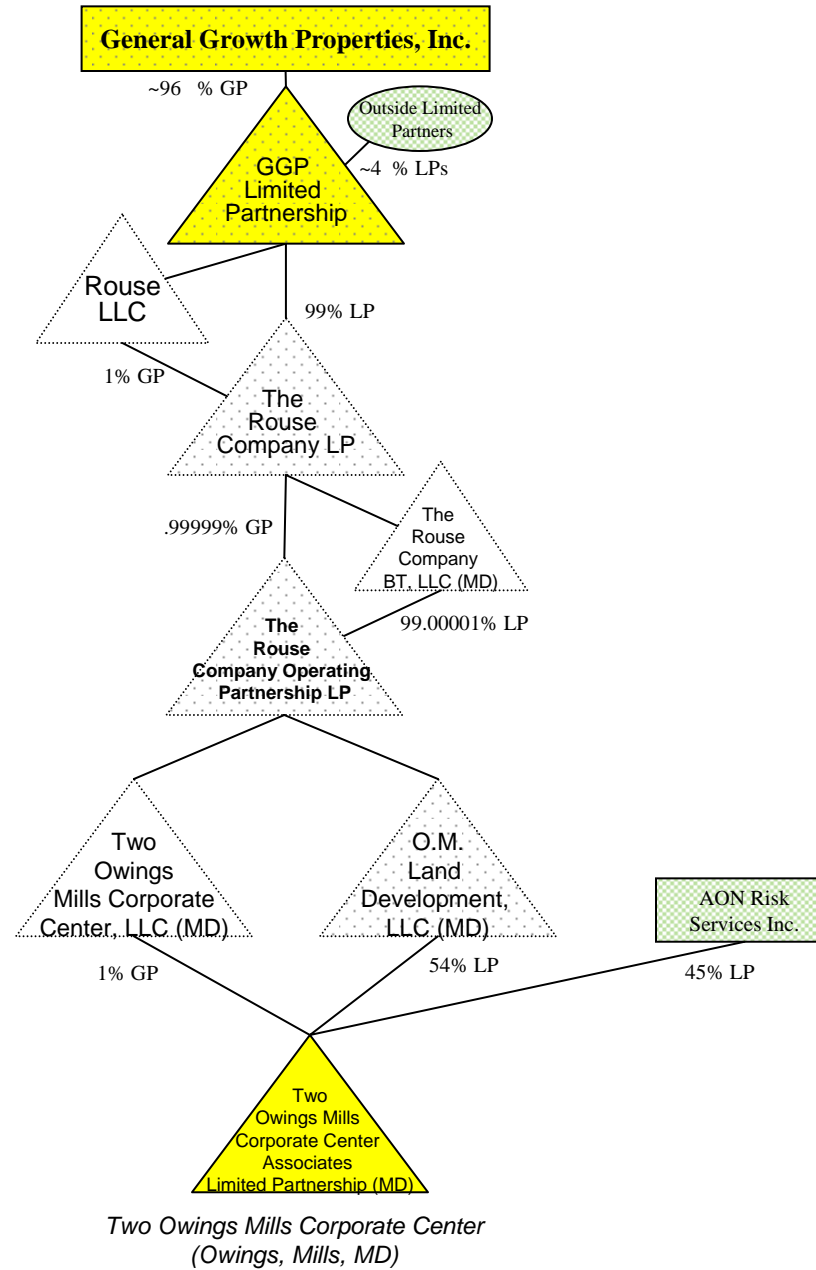 General Growth Properties, Inc.
~96 % GP
Outside Limited
Partners
~4 % LPs
GGP
Limited
Partnership
Rouse
LLC
99% LP
1% GP
The
Rouse
Company LP
.99999% GP
The
Rouse
Company
BT, LLC (MD)
99.00001% LP
The
Rouse
Company Operating
Partnership LP
Two
Owings
Mills Corporate
Center, LLC (MD)
O.M.
Land
Development,
LLC (MD)
AON Risk
Services Inc.
1% GP
54% LP
45% LP
Two
Owings Mills
Corporate Center
Associates
Limited Partnership (MD)
Two Owings Mills Corporate Center
(Owings, Mills, MD)